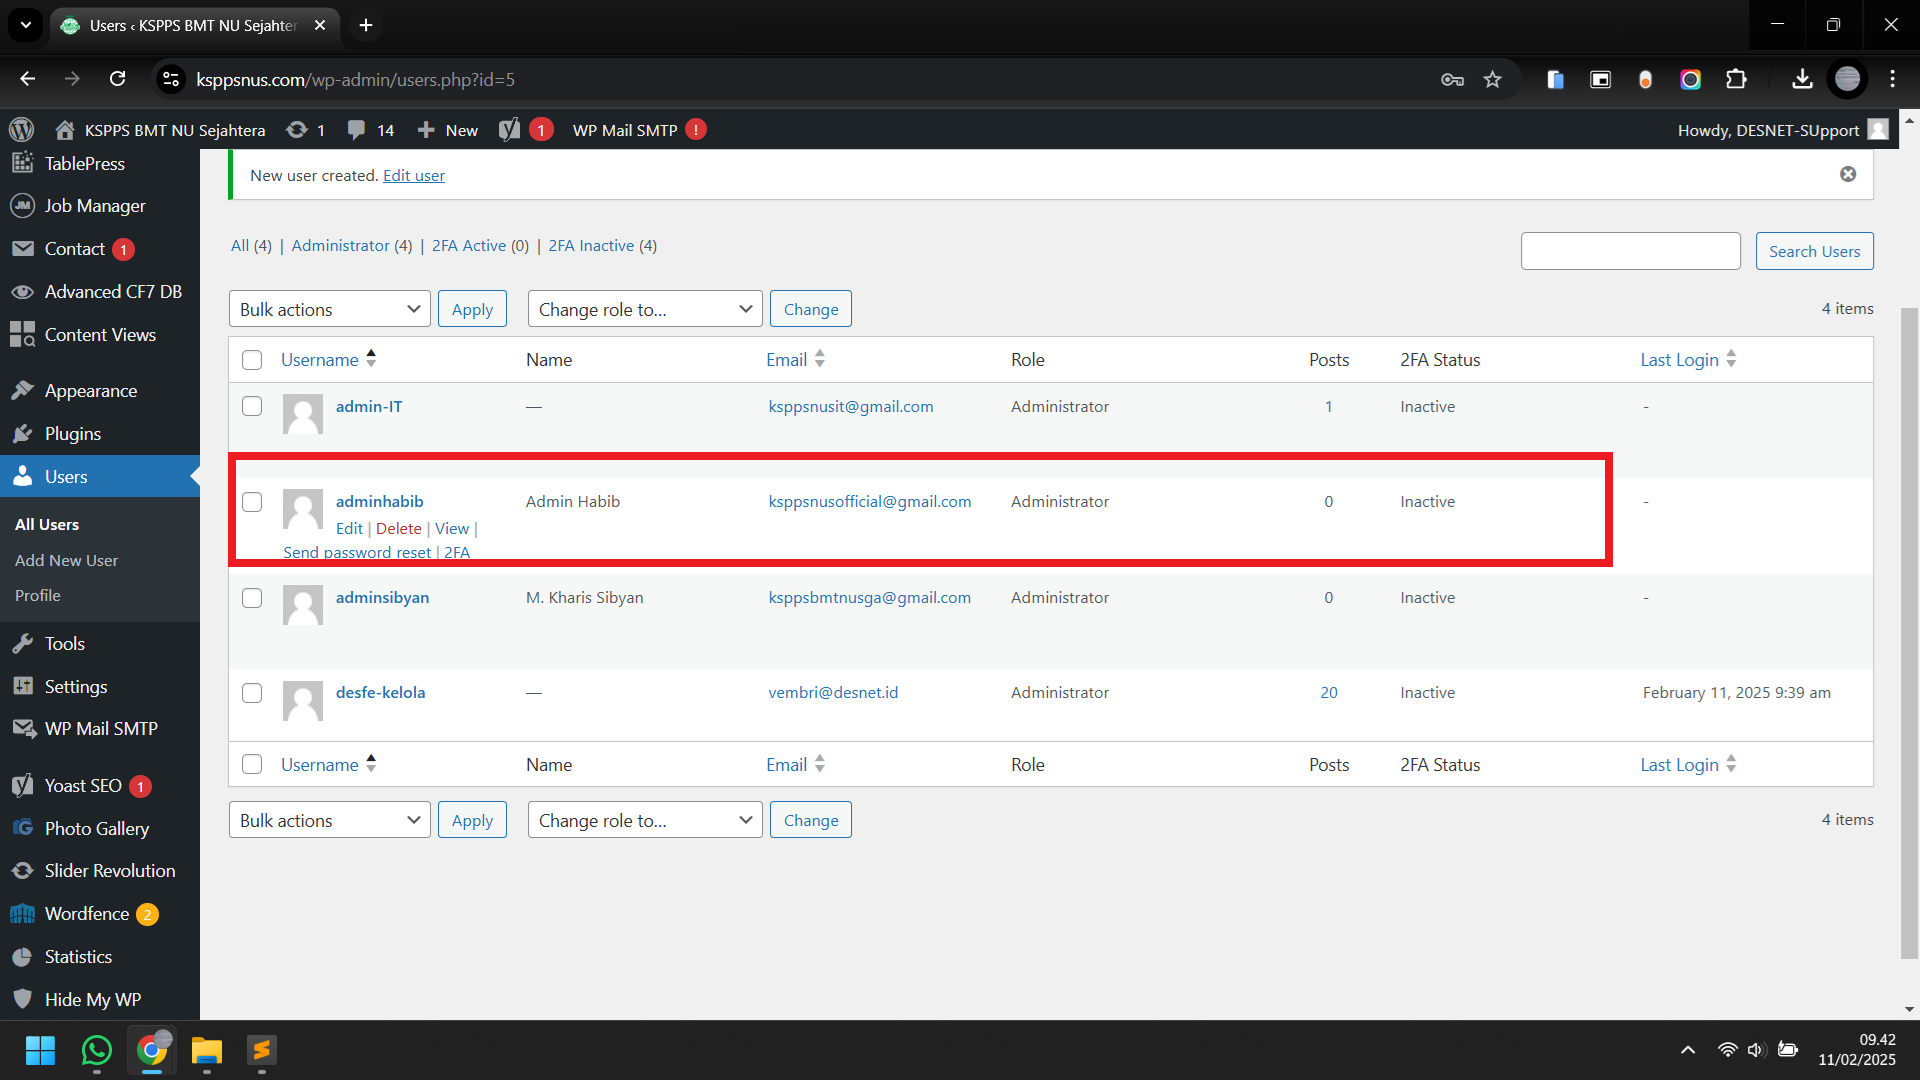 Users ‹ KSPPS BMT NU Sejahter
ksppsnus.com/wp-admin/users.php?id=5
KSPPS BMT NU Sejahtera 1 14 New 1 WP Mail SMTP !
Howdy, DESNET-SUpport
TablePress
Job Manager
Contact 1
Advanced CF7 DB
Content Views
Appearance
Plugins
Users
All Users
Add New User
Profile
Tools
Settings
WP Mail SMTP
Yoast SEO 1
Photo Gallery
Slider Revolution
Wordfence 2
Statistics
Hide My WP
New user created. Edit user
All (4) | Administrator (4) | 2FA Active (0) | 2FA Inactive (4)
Search Users
Bulk actions Apply Change role to... Change
4 items
Username Name Email Role Posts 2FA Status Last Login
admin-IT — ksppsnusit@gmail.com Administrator 1 Inactive -
adminhabib Admin Habib ksppsnusofficial@gmail.com Administrator 0 Inactive -
Edit | Delete | View |
Send password reset | 2FA
adminsibyan M. Kharis Sibyan ksppsbmtnusga@gmail.com Administrator 0 Inactive -
desfe-kelola — vembri@desnet.id Administrator 20 Inactive February 11, 2025 9:39 am
Username Name Email Role Posts 2FA Status Last Login
Bulk actions Apply Change role to... Change
4 items
09.42
11/02/2025